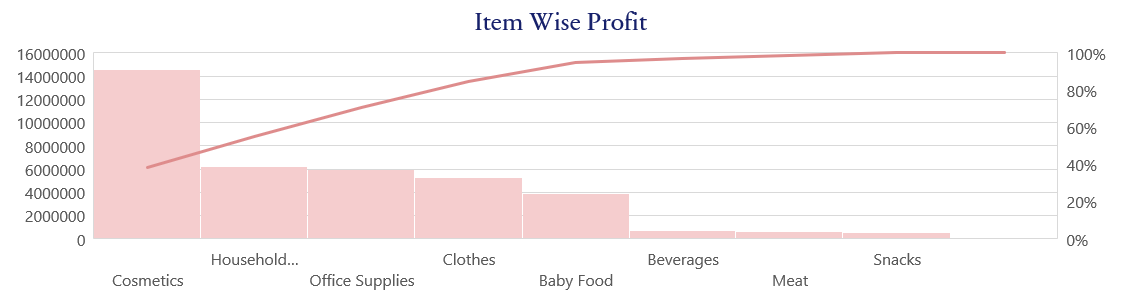 Item Wise Profit
16000000
14000000
12000000
10000000
8000000
6000000
4000000
2000000
0
100%
80%
60%
40%
20%
0%
Household...
Clothes
Beverages
Snacks
Cosmetics
Office Supplies
Baby Food
Meat